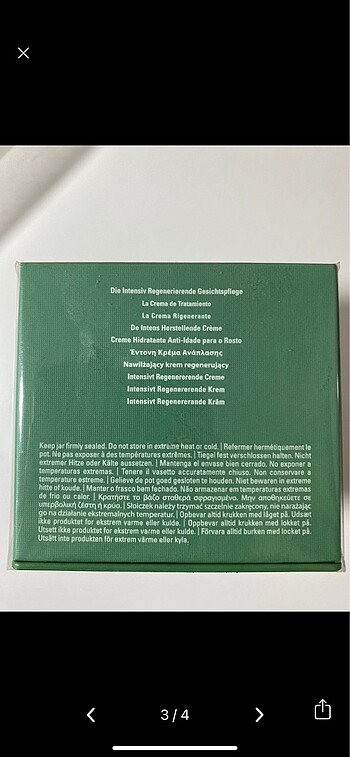 Die Intensiv Regenerierende Gesichtspflege
La Crema de Tratamiento
La Crema Rigenerante
De Intens Herstellende Crème
Creme Hidratante Anti-Idade para o Rosto
Έντονη Κρέμα Ανάπλασης
Nawilżający krem regenerujący
Intensivt Regenererende Creme
Intensivt Regenererende Krem
Intensivt Regenererande Kräm
Keep jar firmly sealed. Do not store in extreme heat or cold. | Refermer hermétiquement le
pot. Ne pas exposer à des températures extrêmes. | Tiegel fest verschlossen halten. Nicht
extremer Hitze oder Kälte aussetzen. | Mantenga el envase bien cerrado. No exponer a
temperaturas extremas. | Tenere il vasetto accuratamente chiuso. Non conservare a
temperature estreme. | Gelieve de pot goed gesloten te houden. Niet bewaren in extreme
hitte of koude. | Manter o frasco bem fechado. Não armazenar em temperaturas extremas
de frio ou calor. | Κρατήστε το βάζο σταθερά σφραγισμένο. Μην αποθηκεύετε σε
υπερβολική ζέστη ή κρύο. | Słoiczek należy trzymać szczelnie zakręcony, nie narażając
go na działanie ekstremalnych temperatur. | Opbevar altid krukken med låget på. Udsæt
ikke produktet for ekstrem varme eller kulde. | Oppbevar alltid krukken med lokket på.
Utsett ikke produktet for ekstrem varme eller kulde. | Förvara alltid burken med locket på.
Utsätt inte produkten för extrem värme eller kyla.
3 / 4